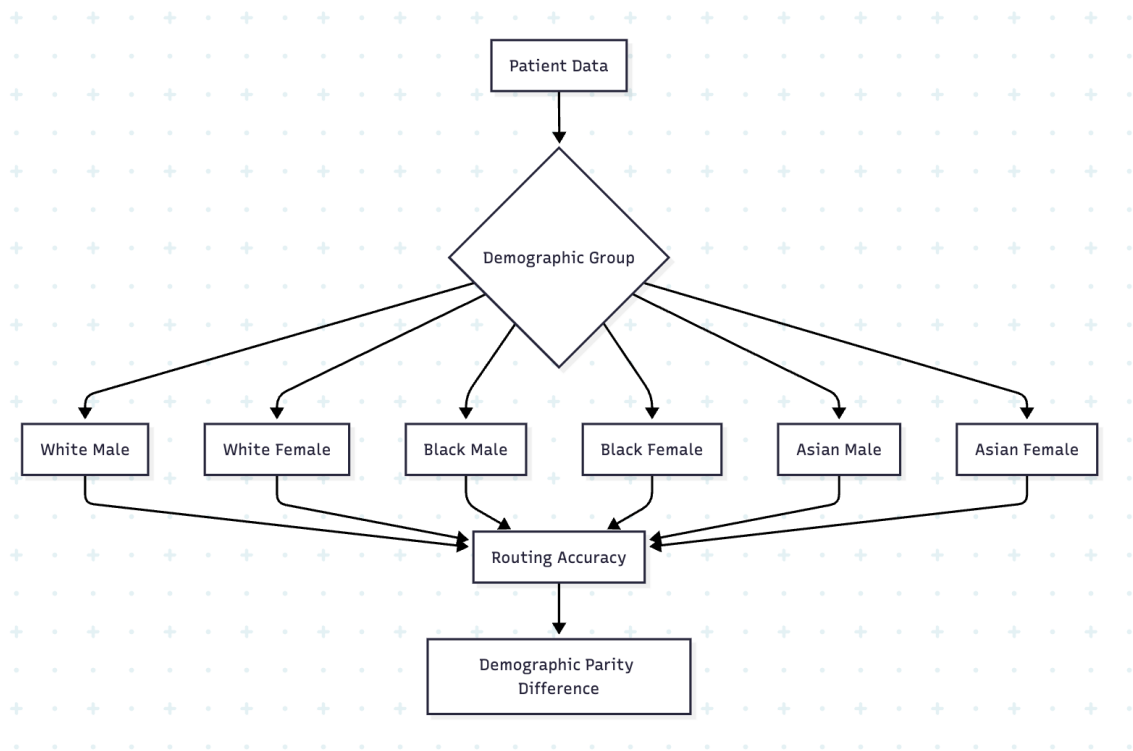 Patient Data
Demographic Group
White Male
White Female
Black Male
Black Female
Asian Male
Asian Female
Routing Accuracy
Demographic Parity
Difference